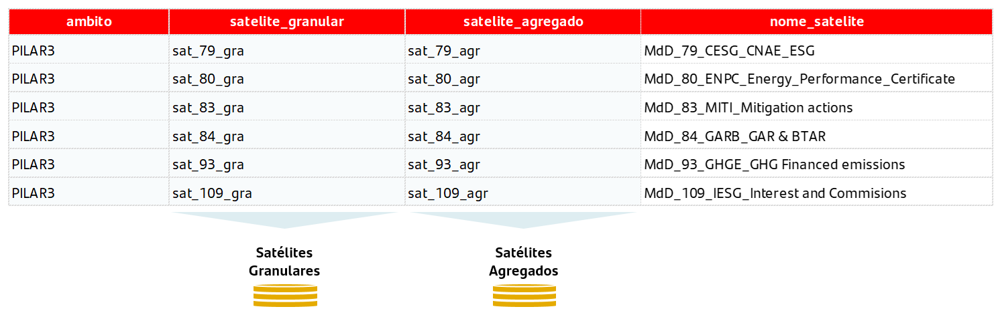 ambito satelite_granular satelite_agregado nome_satelite
PILAR3 sat_79_gra sat_79_agr MdD_79_CESG_CNAE_ESG
PILAR3 sat_80_gra sat_80_agr MdD_80_ENPC_Energy_Performance_Certificate
PILAR3 sat_83_gra sat_83_agr MdD_83_MITI_Mitigation actions
PILAR3 sat_84_gra sat_84_agr MdD_84_GARB_GAR & BTAR
PILAR3 sat_93_gra sat_93_agr MdD_93_GHGE_GHG Financed emissions
PILAR3 sat_109_gra sat_109_agr MdD_109_IESG_Interest and Commisions
Satélites Satélites
Granulares Agregados